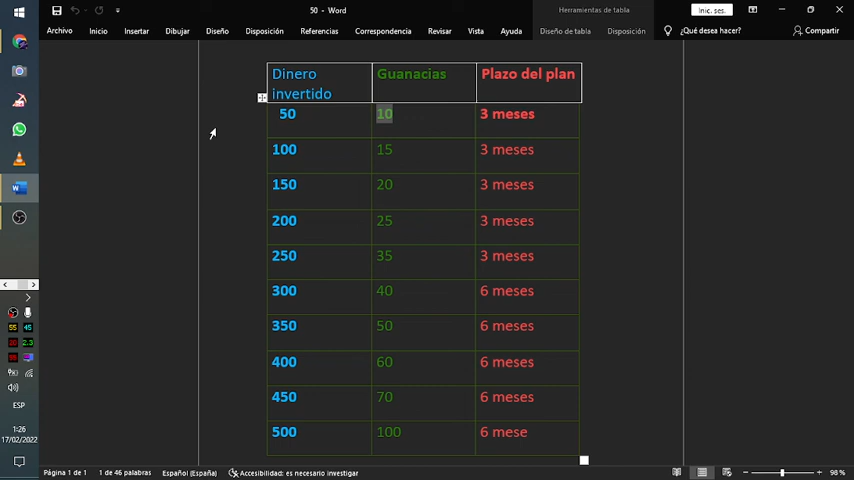 50 - Word
Herramientas de tabla
Inic. ses.
Archivo Inicio Insertar Dibujar Diseño Disposición Referencias Correspondencia Revisar Vista Ayuda Diseño de tabla Disposición ¿Qué desea hacer? Compartir
Dinero invertido Guanacias Plazo del plan
50 10 3 meses
100 15 3 meses
150 20 3 meses
200 25 3 meses
250 35 3 meses
300 40 6 meses
350 50 6 meses
400 60 6 meses
450 70 6 meses
500 100 6 mese
55 45
2.3
ESP
1:26
17/02/2022
Página 1 de 1 1 de 46 palabras Español (España) Accesibilidad: es necesario investigar 98 %